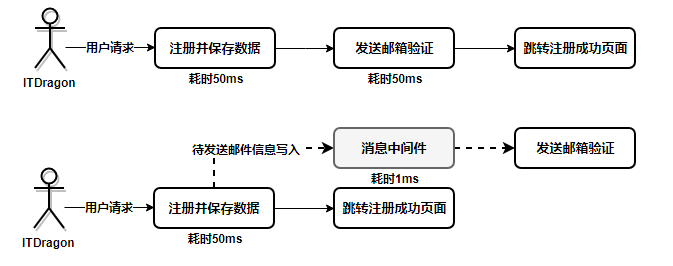 ITDragon
用户请求
注册并保存数据
耗时50ms
发送邮箱验证
耗时50ms
跳转注册成功页面
待发送邮件信息写入
消息中间件
耗时1ms
发送邮箱验证
ITDragon
用户请求
注册并保存数据
耗时50ms
跳转注册成功页面